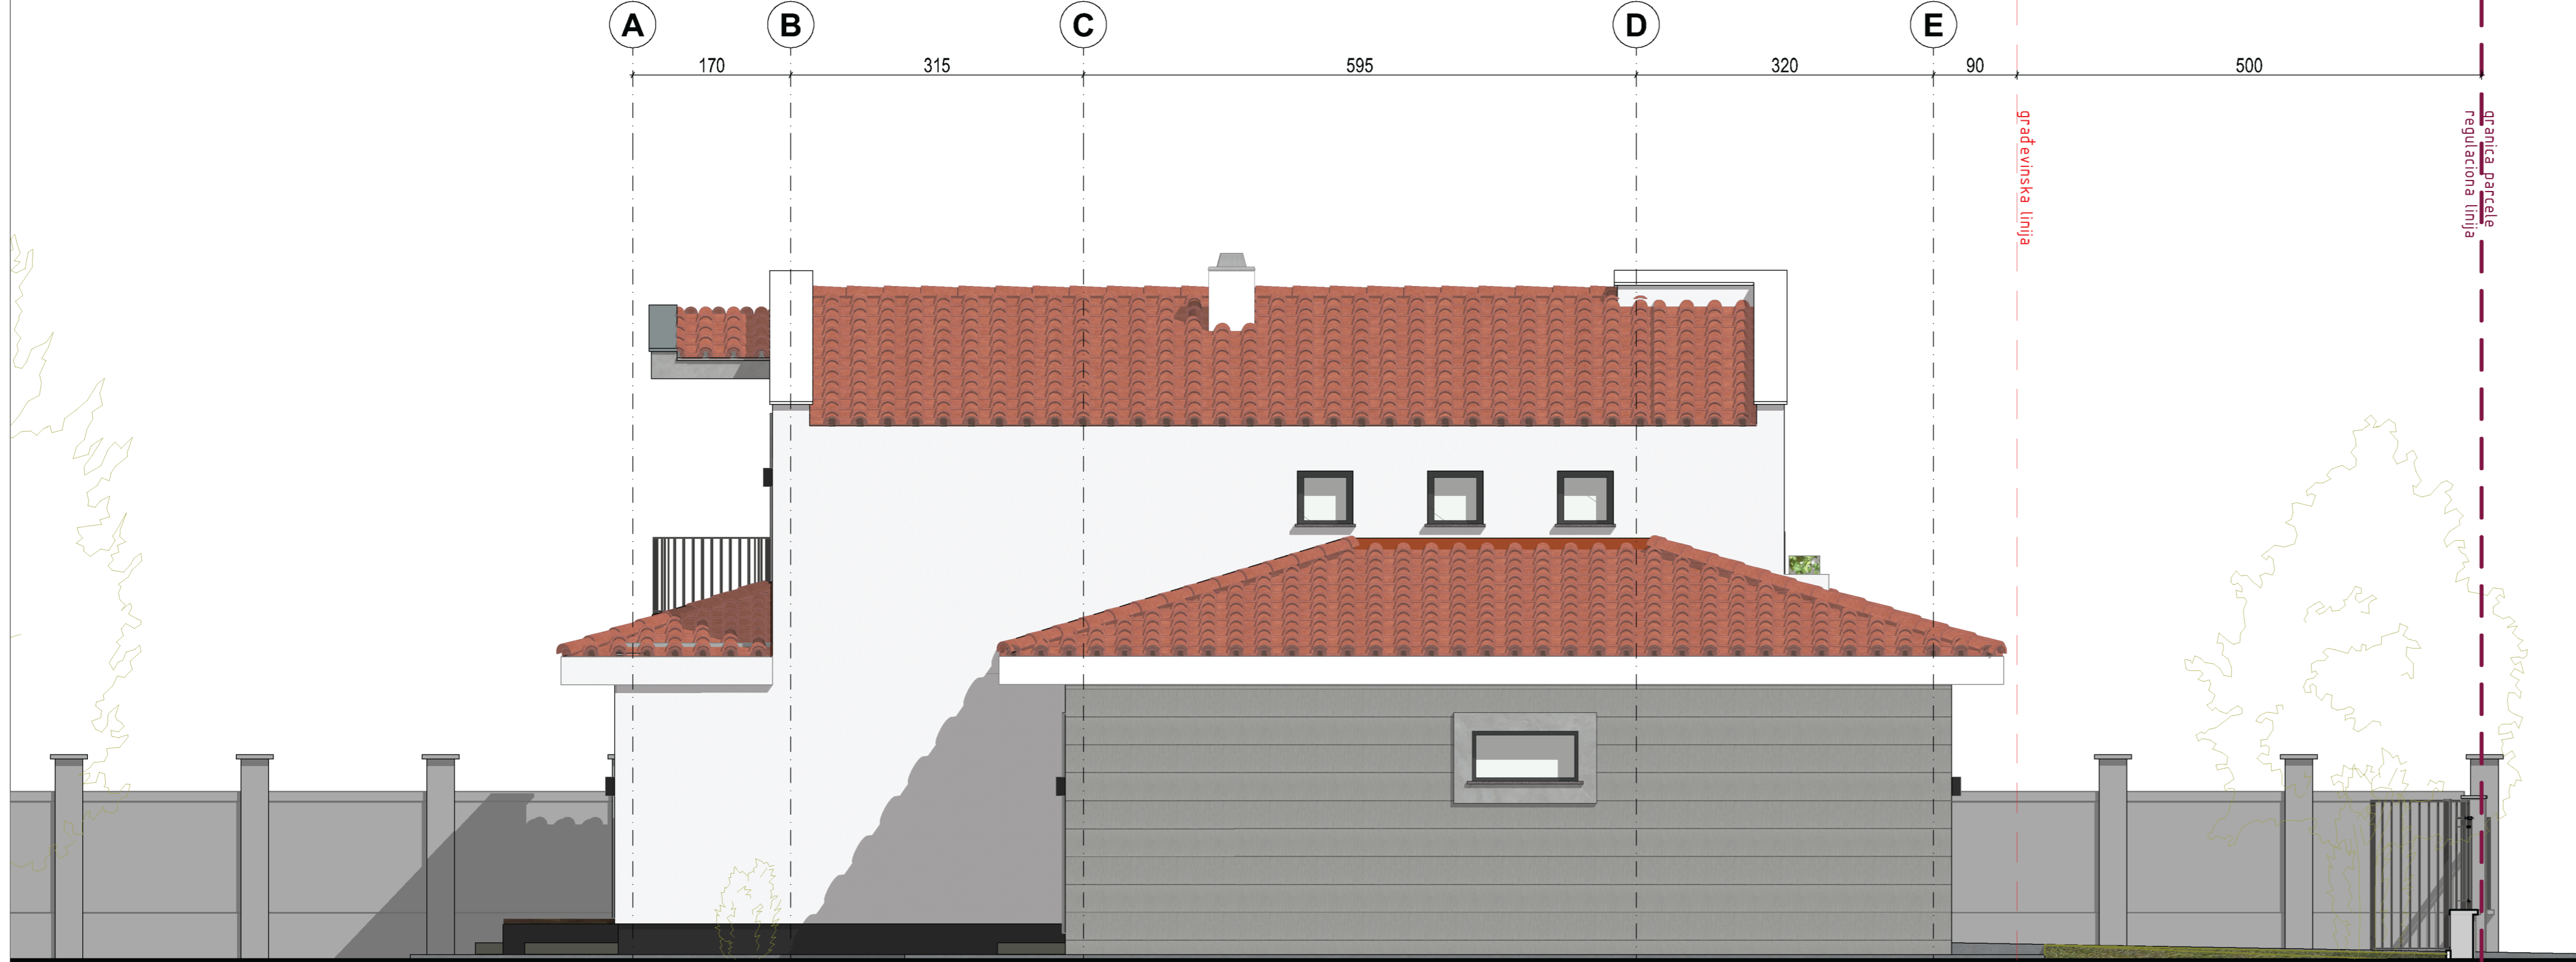 A
B
C
D
E
170
315
595
320
90
500
građevinska linija
granica parcele
regulaciona linija